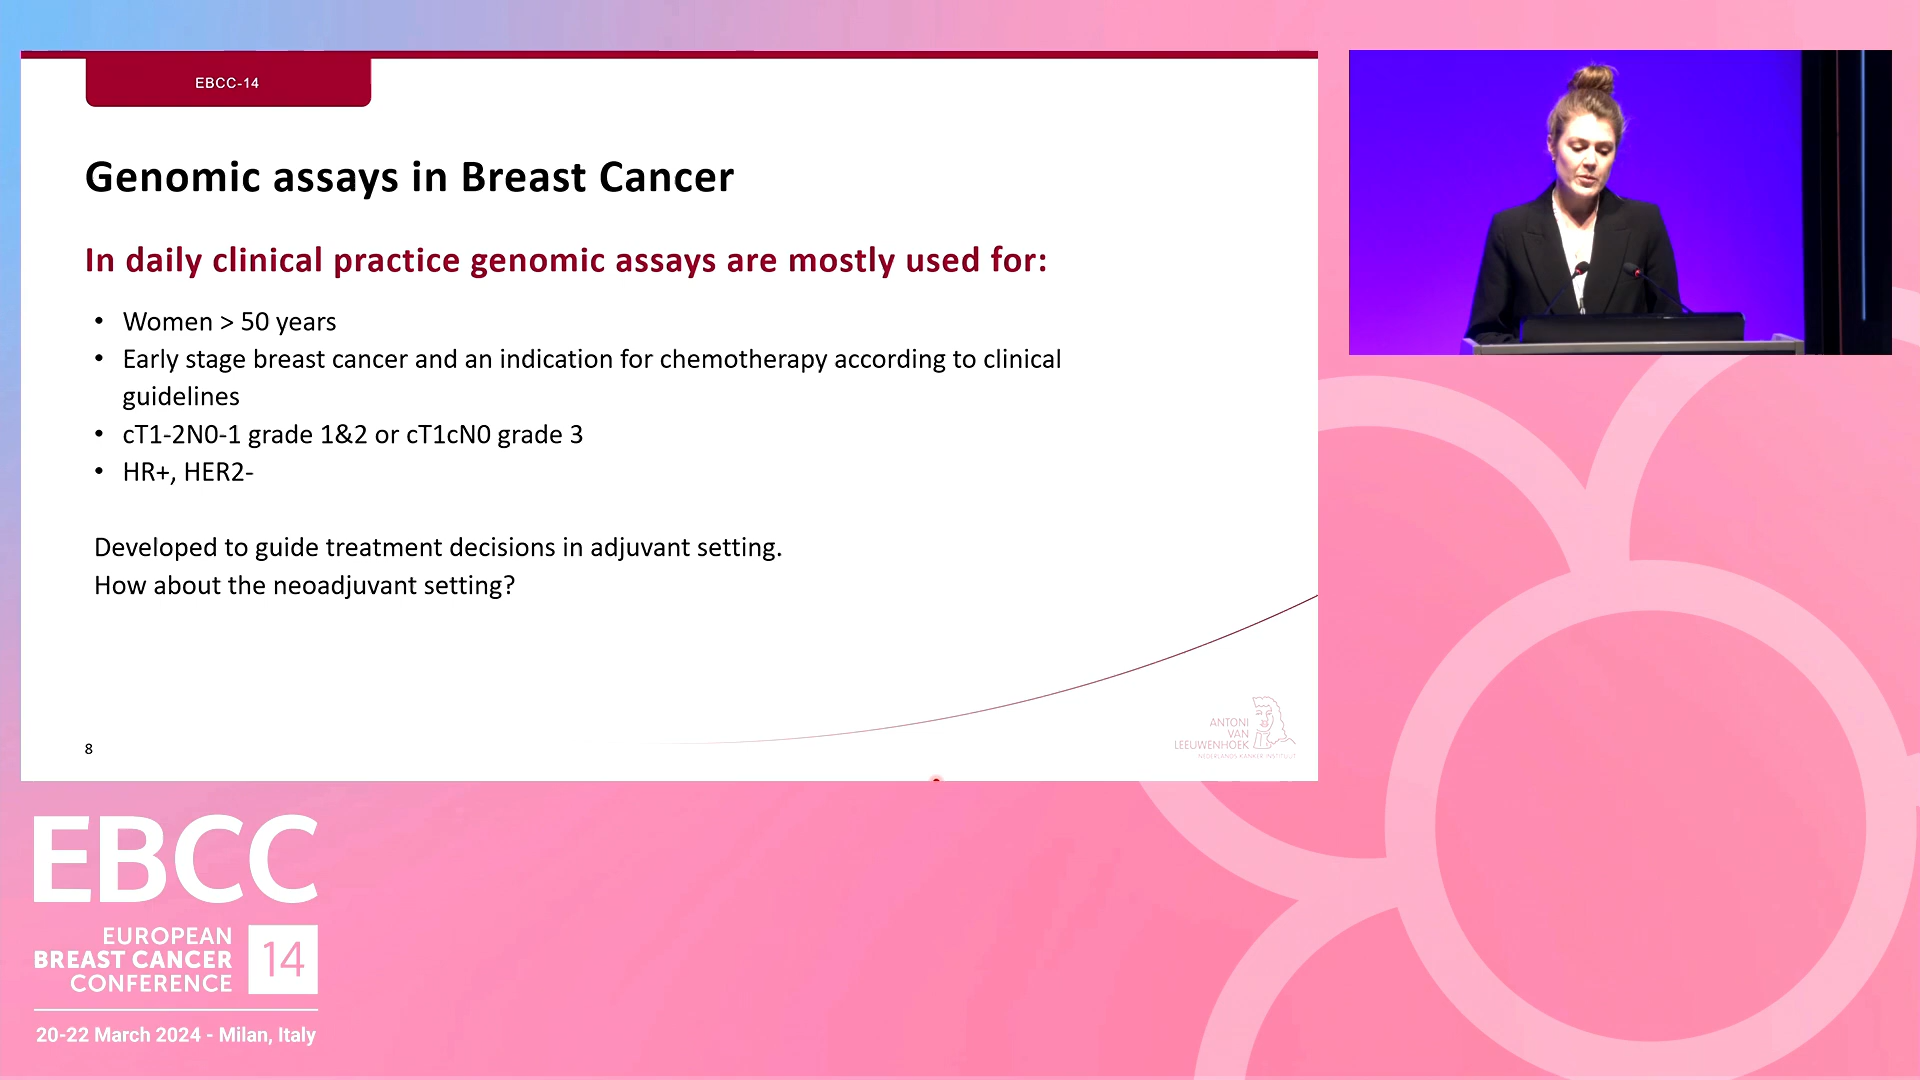 EBCC-14
Genomic assays in Breast Cancer
In daily clinical practice genomic assays are mostly used for:
• Women > 50 years
• Early stage breast cancer and an indication for chemotherapy according to clinical
guidelines
• cT1-2N0-1 grade 1&2 or cT1cN0 grade 3
• HR+, HER2-
Developed to guide treatment decisions in adjuvant setting.
How about the neoadjuvant setting?
ANTONI
VAN
LEEUWENHOEK
NEDERLANDS KANKER INSTITUUT
8
EBCC
EUROPEAN
BREAST CANCER
CONFERENCE
14
20-22 March 2024 - Milan, Italy